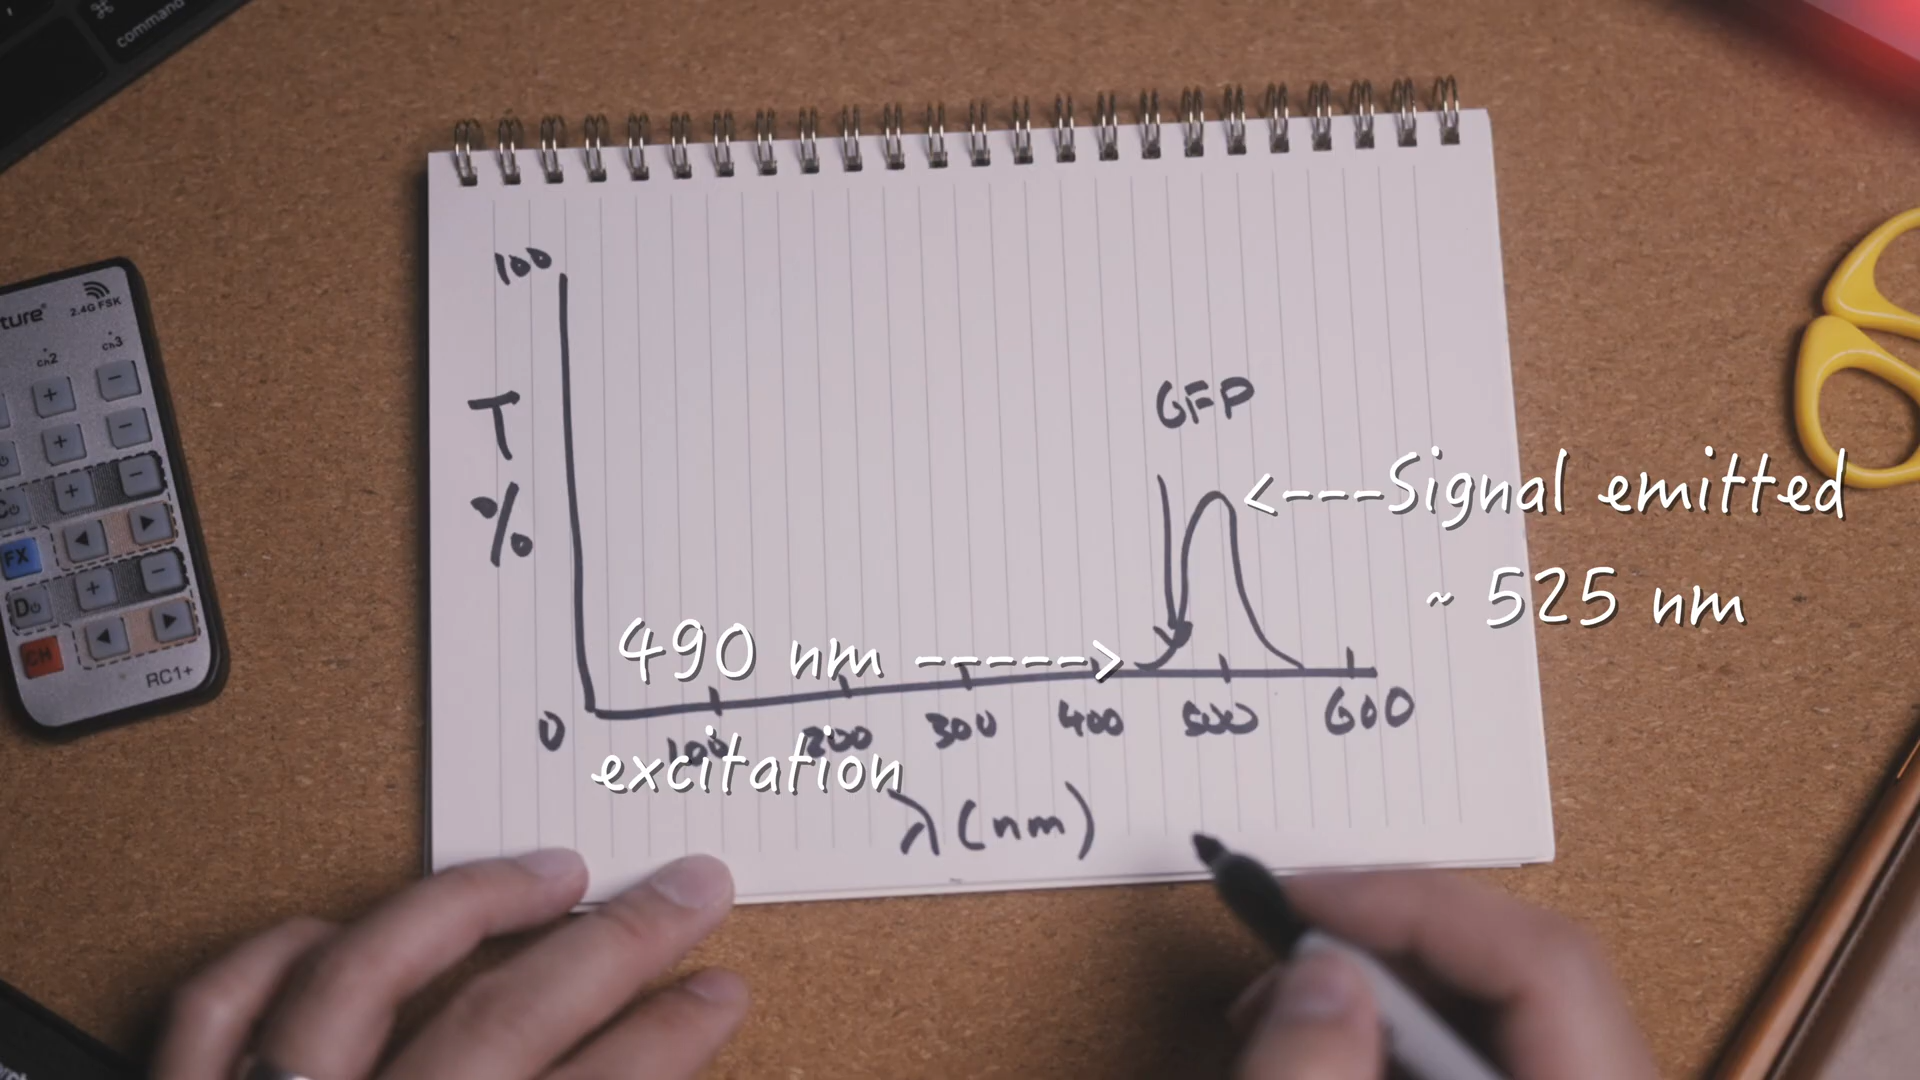 command
100
T
%
GFP
<---Signal emitted
~ 525 nm
490 nm ----->
excitation
0
100
200
300
400
500
600
λ (nm)
ture
2.4G FSK
ch2
ch3
FX
D
CH
RC1+